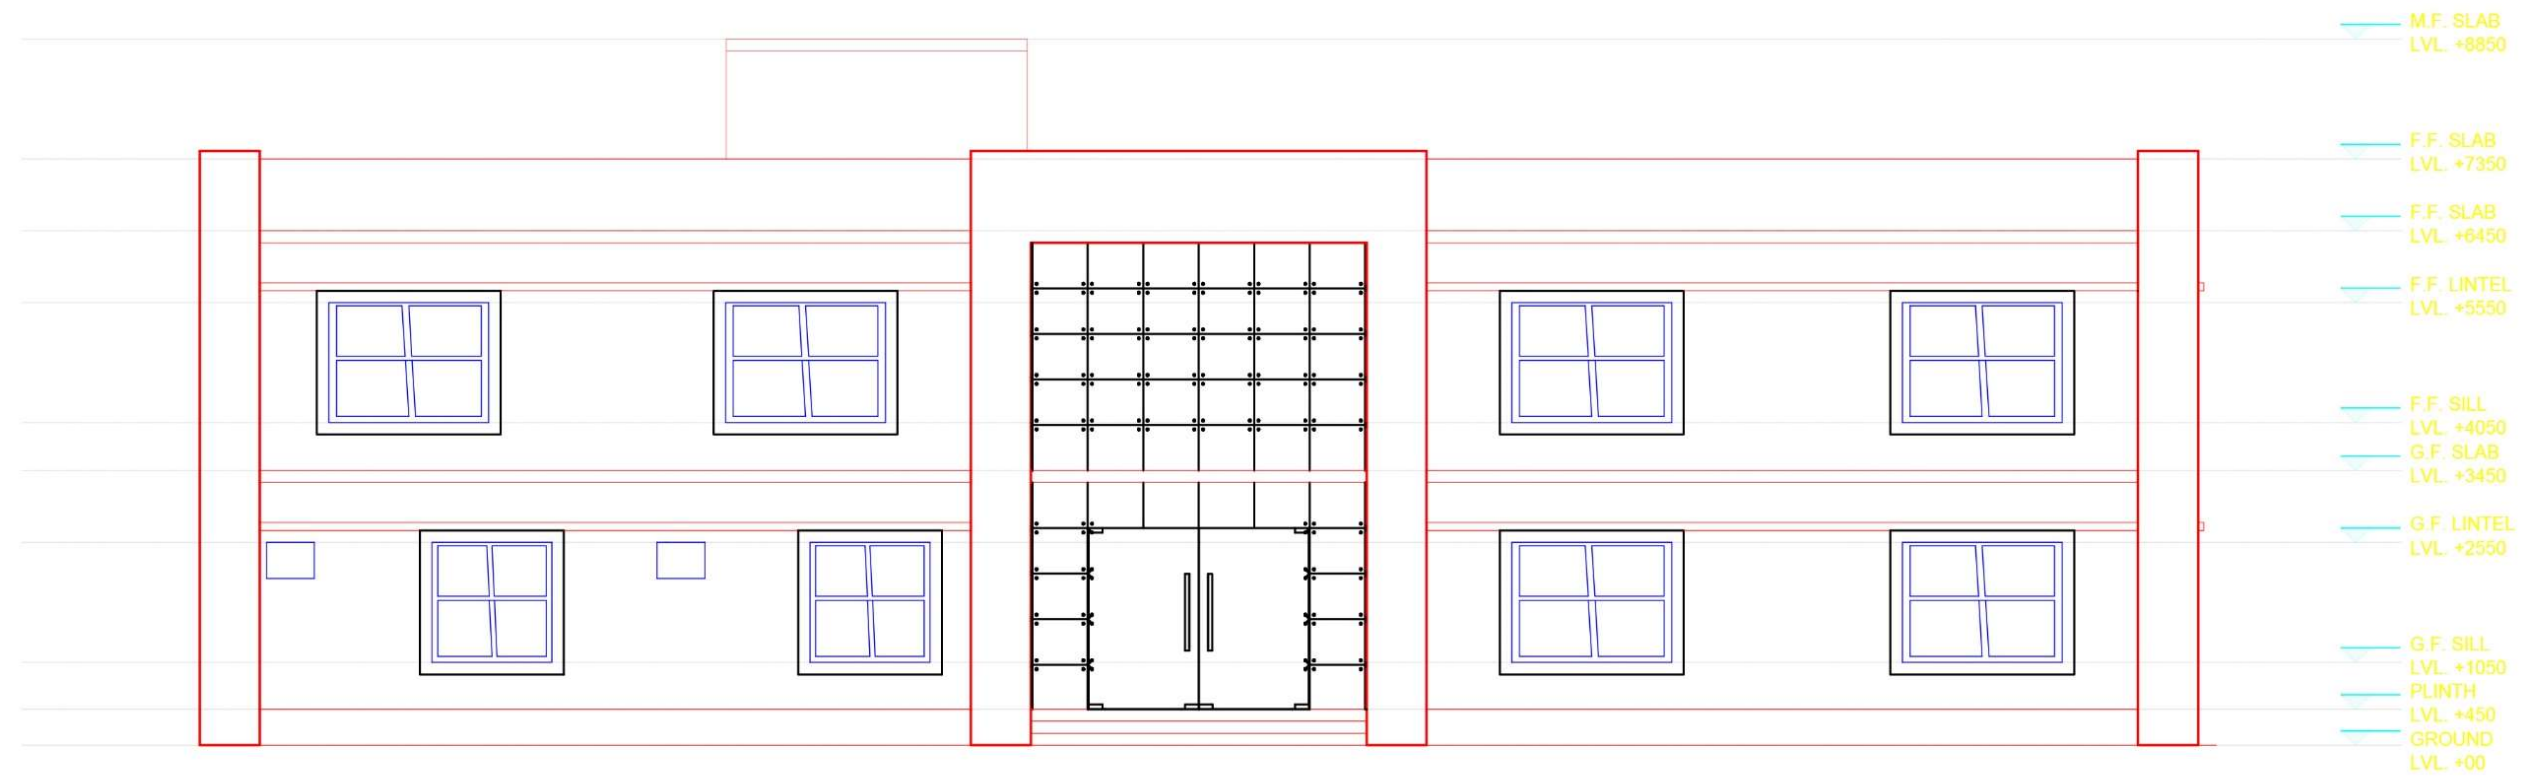 M.F. SLAB
LVL. +8850
F.F. SLAB
LVL. +7350
F.F. SLAB
LVL. +6450
F.F. LINTEL
LVL. +5550
F.F. SILL
LVL. +4050
G.F. SLAB
LVL. +3450
G.F. LINTEL
LVL. +2550
G.F. SILL
LVL. +1050
PLINTH
LVL. +450
GROUND
LVL. +00